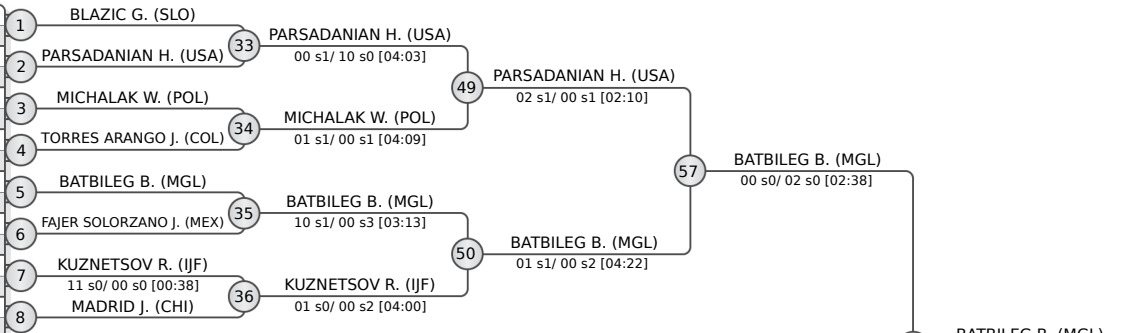 1
BLAZIC G. (SLO)
33
PARSADANIAN H. (USA)
00 s1/ 10 s0 [04:03]
2
PARSADANIAN H. (USA)
49
PARSADANIAN H. (USA)
02 s1/ 00 s1 [02:10]
3
MICHALAK W. (POL)
34
MICHALAK W. (POL)
01 s1/ 00 s1 [04:09]
4
TORRES ARANGO J. (COL)
57
BATBILEG B. (MGL)
00 s0/ 02 s0 [02:38]
5
BATBILEG B. (MGL)
35
BATBILEG B. (MGL)
10 s1/ 00 s3 [03:13]
6
FAJER SOLORZANO J. (MEX)
50
BATBILEG B. (MGL)
01 s1/ 00 s2 [04:22]
7
KUZNETSOV R. (IJF)
11 s0/ 00 s0 [00:38]
36
KUZNETSOV R. (IJF)
01 s0/ 00 s2 [04:00]
8
MADRID J. (CHI)
BATBILEG B. (MGL)